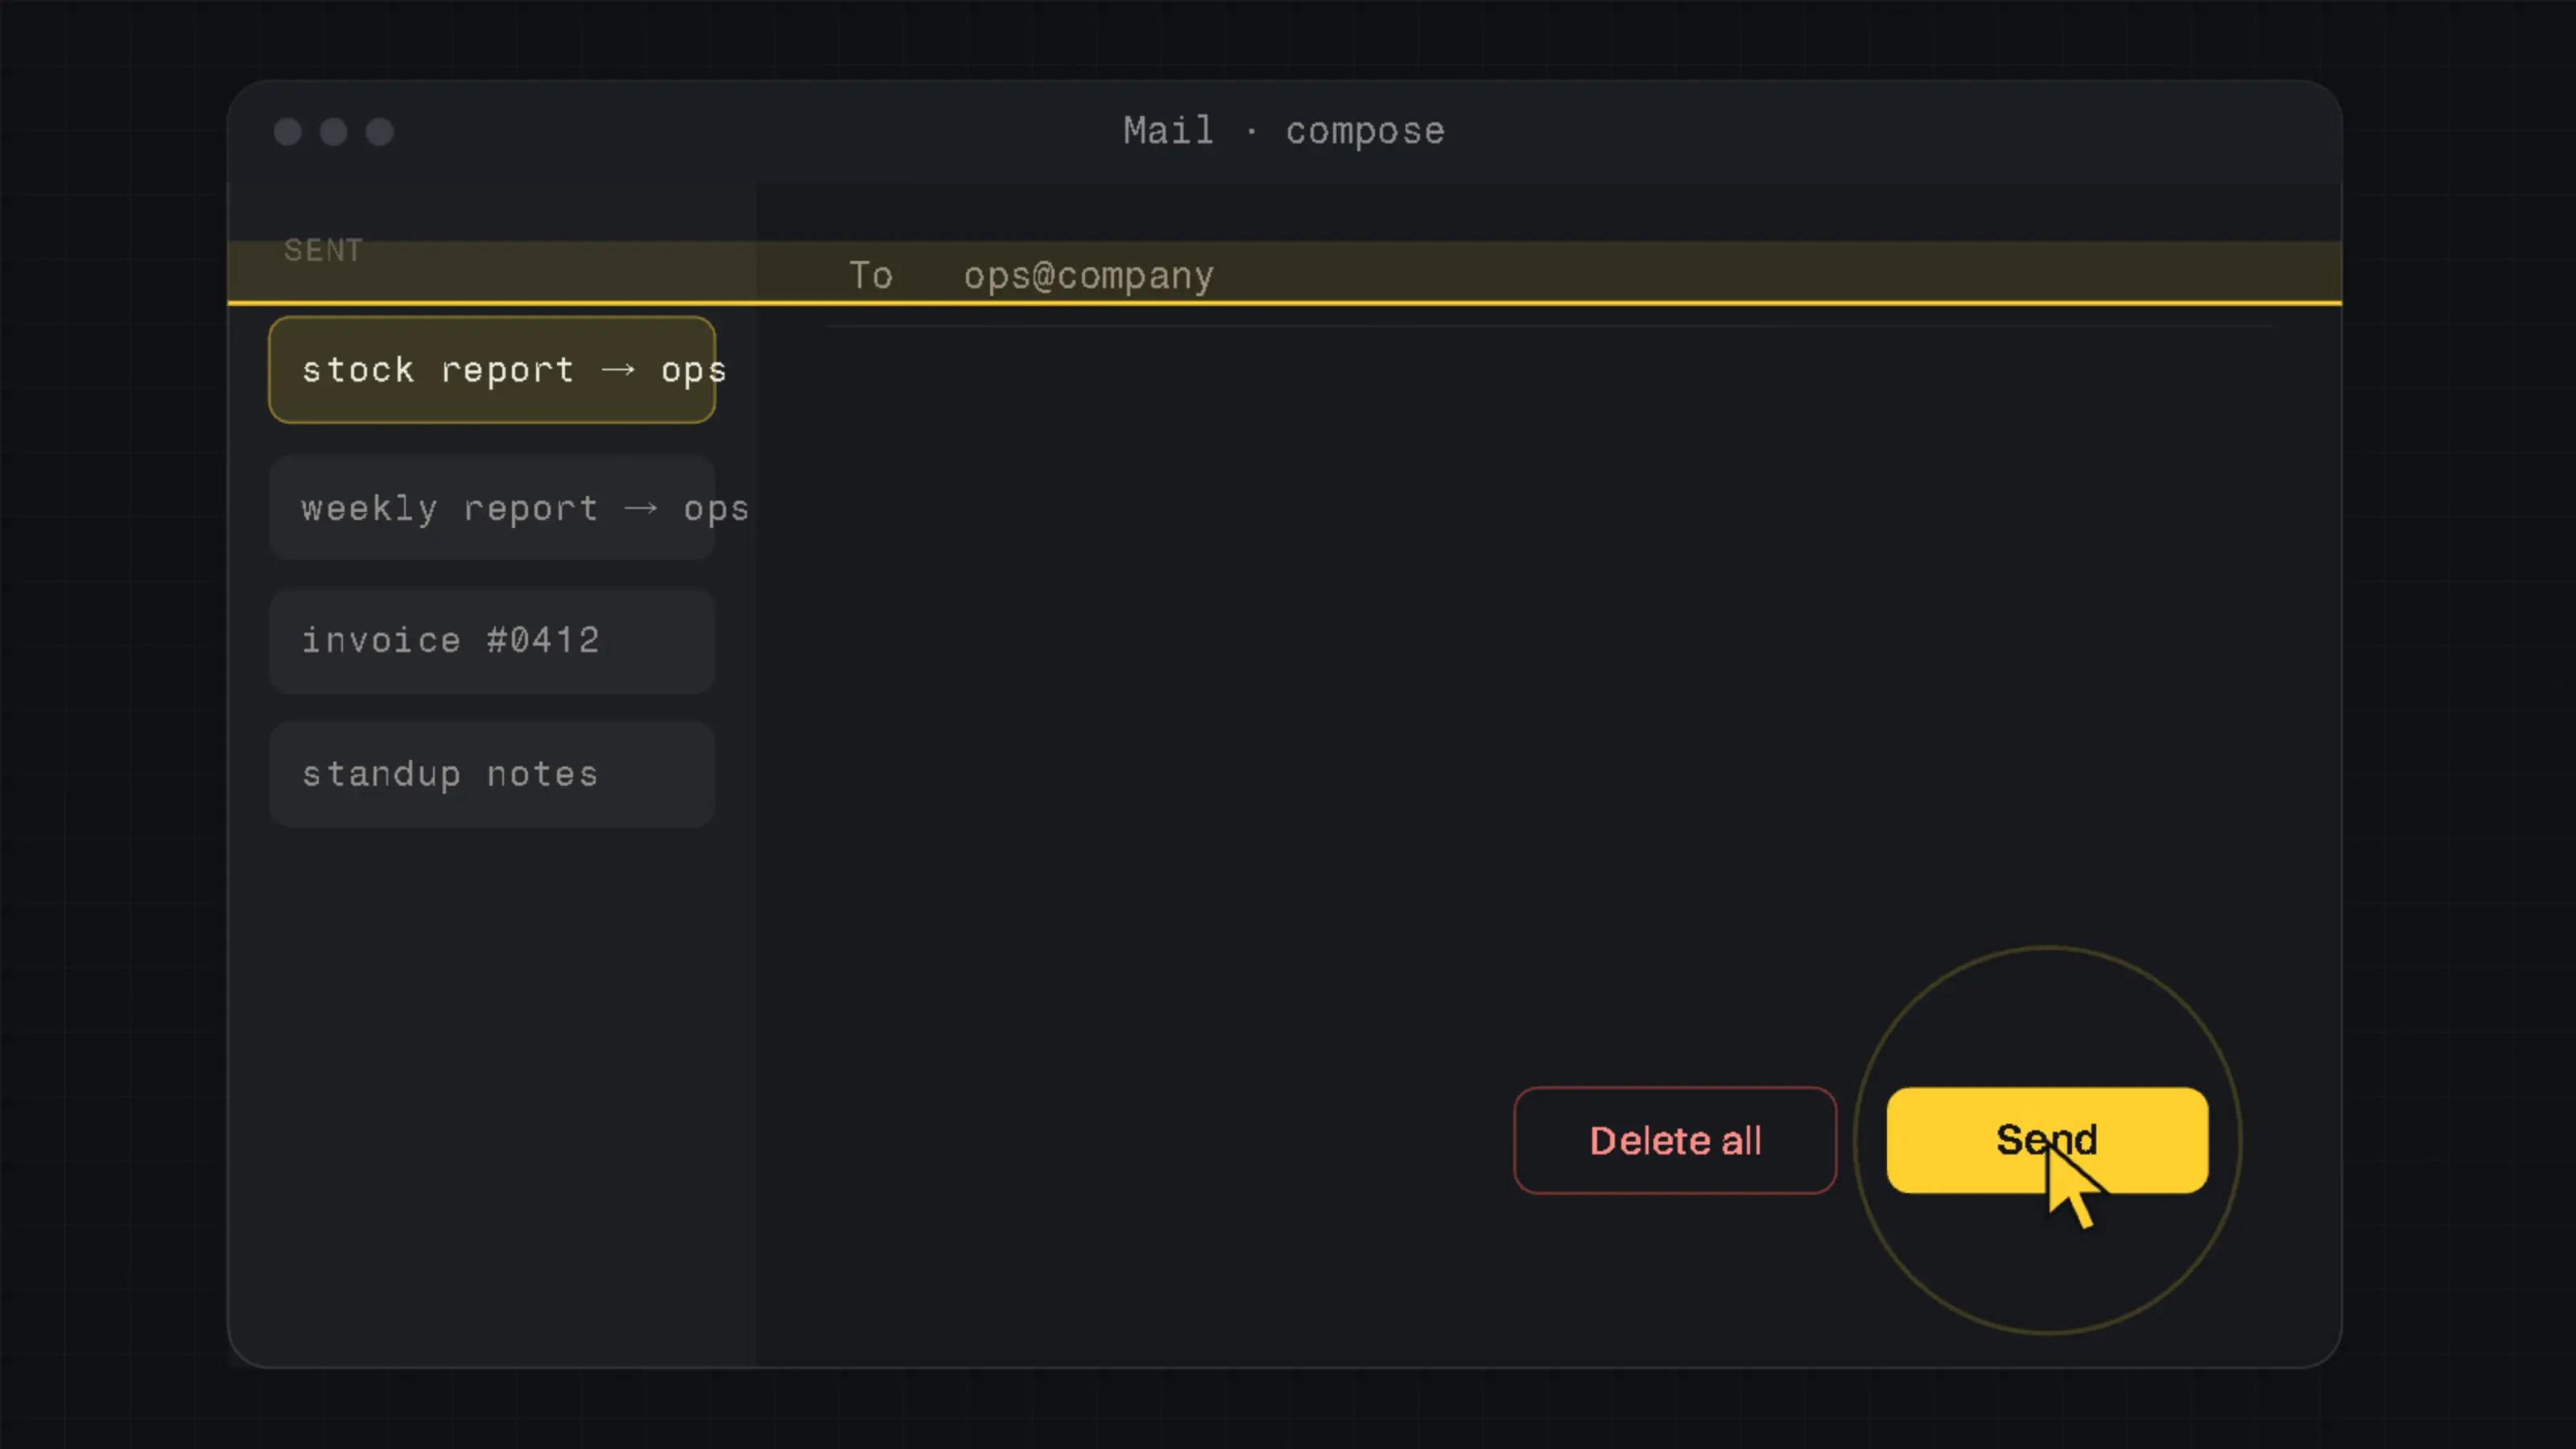 Mail · compose
SENT
To ops@company
stock report → ops
weekly report → ops
invoice #0412
standup notes
Delete all
Send